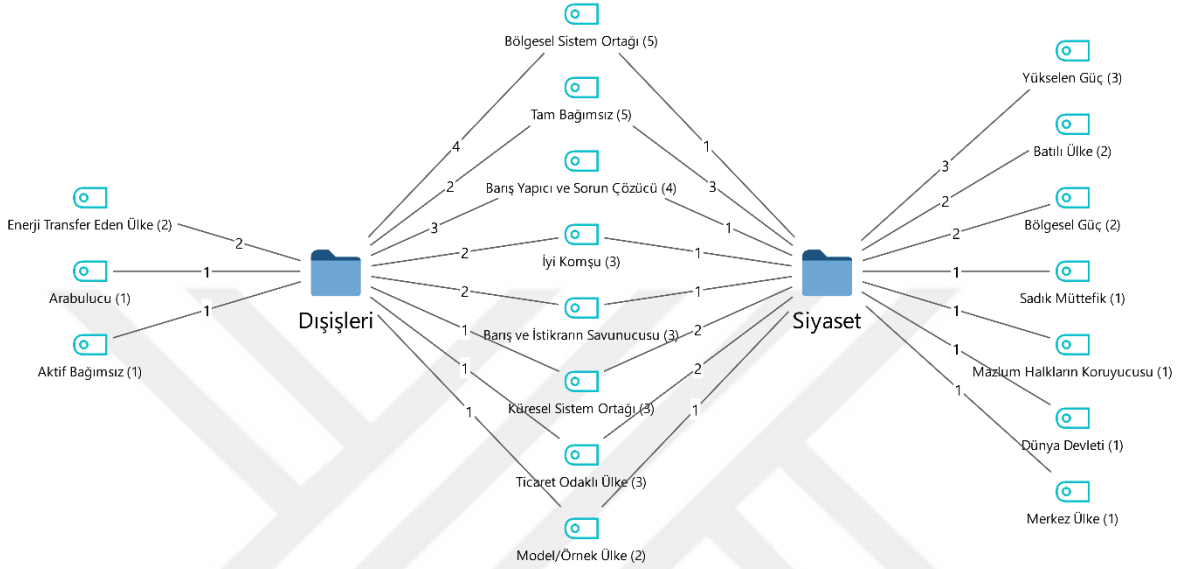 Bölgesel Sistem Ortağı (5)
Tam Bağımsız (5)
Barış Yapıcı ve Sorun Çözücü (4)
İyi Komşu (3)
Barış ve İstikrarın Savunucusu (3)
Küresel Sistem Ortağı (3)
Ticaret Odaklı Ülke (3)
Model/Örnek Ülke (2)
Enerji Transfer Eden Ülke (2)
Arabulucu (1)
Aktif Bağımsız (1)
2
1
1
Dışişleri
4
2
3
2
2
1
1
1
1
3
1
1
1
2
2
1
Siyaset
3
2
2
1
1
1
1
Yükselen Güç (3)
Batılı Ülke (2)
Bölgesel Güç (2)
Sadık Müttefik (1)
Mazlum Halkların Koruyucusu (1)
Dünya Devleti (1)
Merkez Ülke (1)